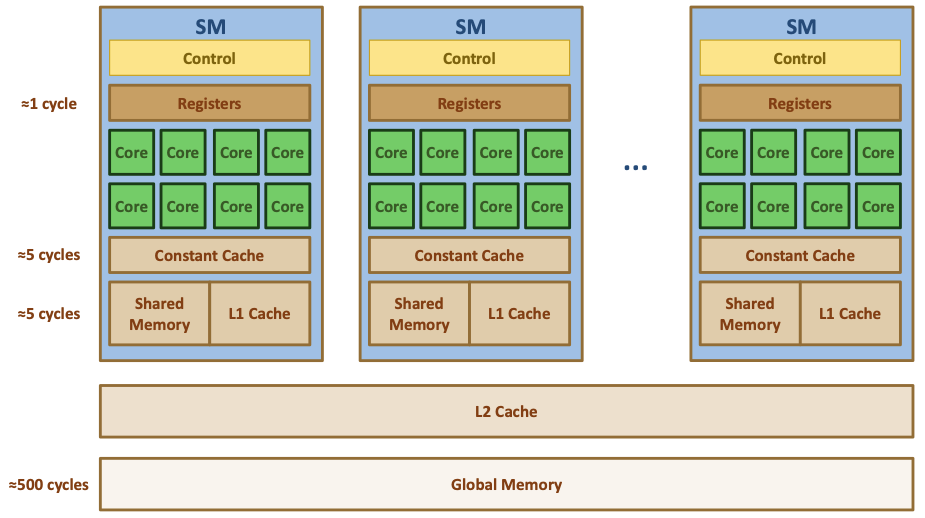 SM SM SM
Control Control Control
≈1 cycle Registers Registers Registers
Core Core Core Core Core Core Core Core Core Core Core Core
...
Core Core Core Core Core Core Core Core Core Core Core Core
≈5 cycles Constant Cache Constant Cache Constant Cache
≈5 cycles Shared Memory L1 Cache Shared Memory L1 Cache Shared Memory L1 Cache
L2 Cache
≈500 cycles Global Memory